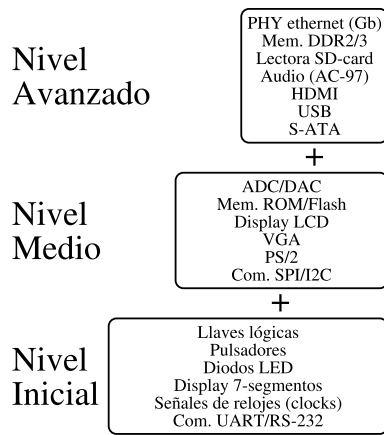 Nivel
Avanzado
PHY ethernet (Gb)
Mem. DDR2/3
Lectora SD-card
Audio (AC-97)
HDMI
USB
S-ATA
+
Nivel
Medio
ADC/DAC
Mem. ROM/Flash
Display LCD
VGA
PS/2
Com. SPI/I2C
+
Nivel
Inicial
Llaves lógicas
Pulsadores
Diodos LED
Display 7-segmentos
Señales de relojes (clocks)
Com. UART/RS-232